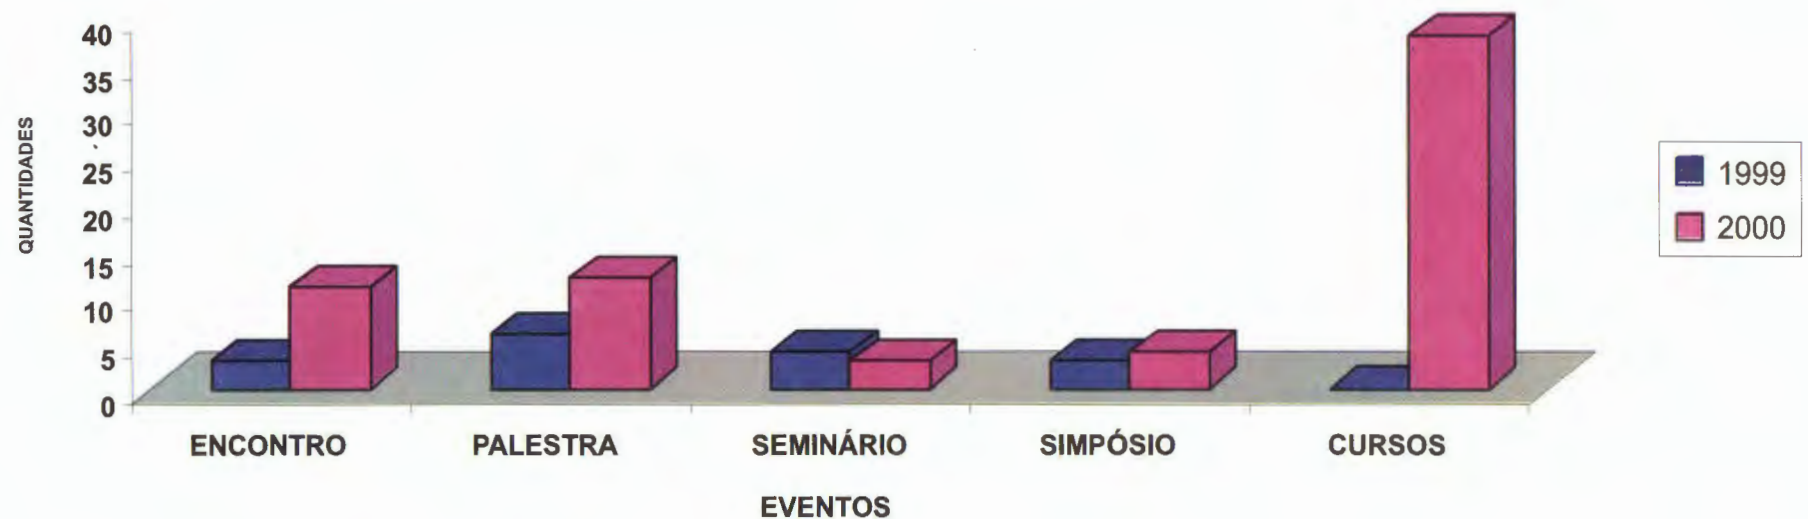 QUANTIDADES
40
35
30
25
20
15
10
5
0
ENCONTRO
PALESTRA
SEMINÁRIO
SIMPÓSIO
CURSOS
EVENTOS
1999
2000